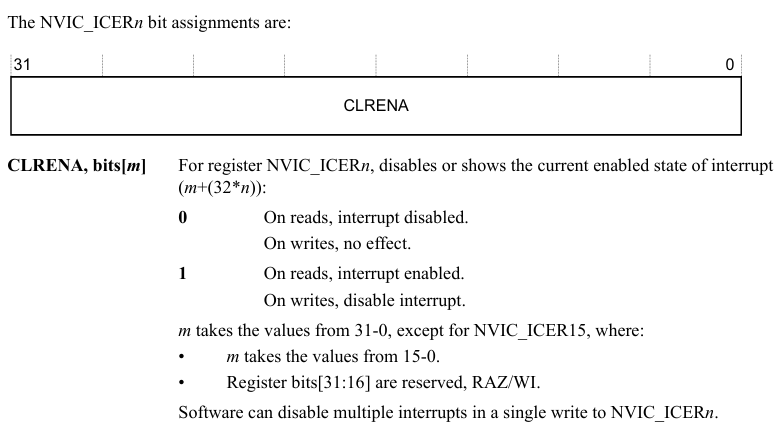 The NVIC_ICERn bit assignments are:
31 0
CLRENA
CLRENA, bits[m] For register NVIC_ICERn, disables or shows the current enabled state of interrupt
(m+(32*n)):
0 On reads, interrupt disabled.
On writes, no effect.
1 On reads, interrupt enabled.
On writes, disable interrupt.
m takes the values from 31-0, except for NVIC_ICER15, where:
• m takes the values from 15-0.
• Register bits[31:16] are reserved, RAZ/WI.
Software can disable multiple interrupts in a single write to NVIC_ICERn.